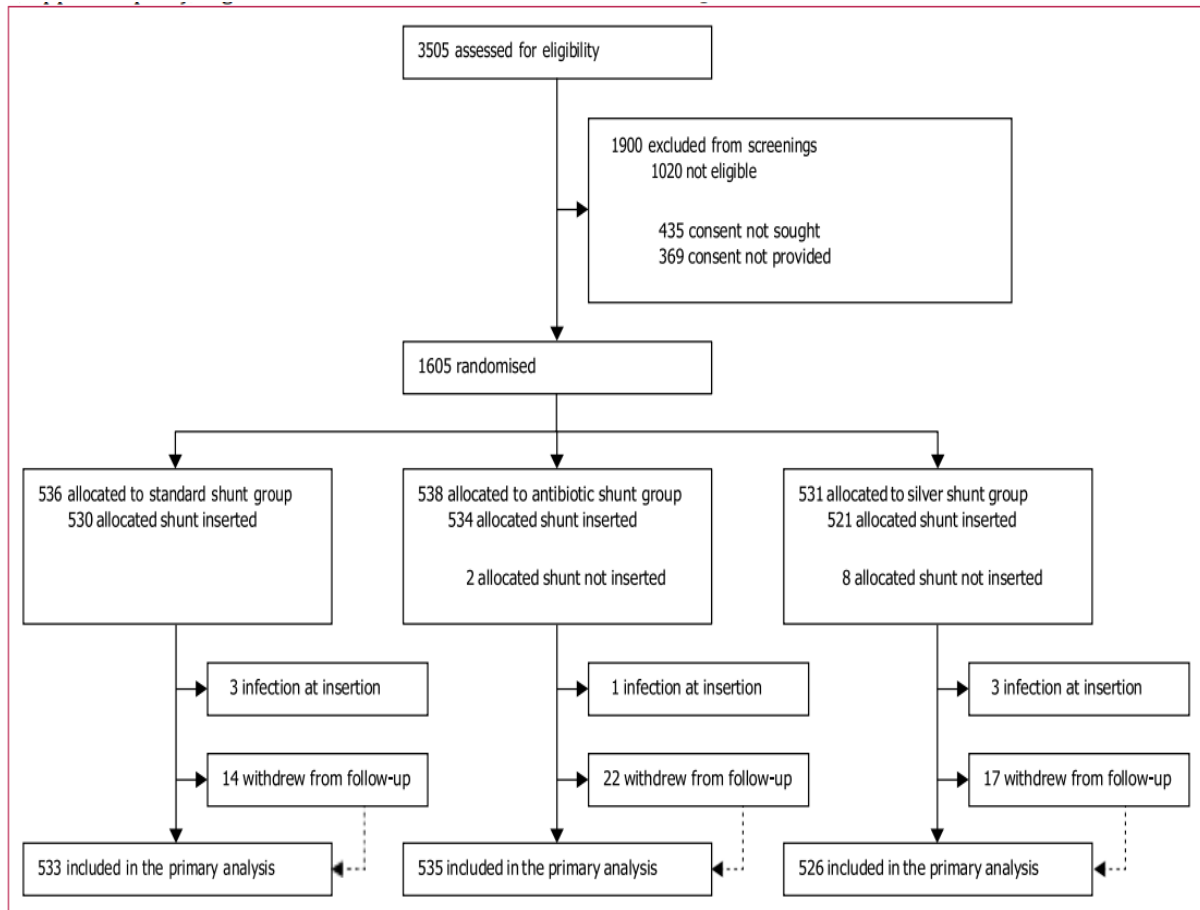 3505 assessed for eligibility
1900 excluded from screenings
1020 not eligible
435 consent not sought
369 consent not provided
1605 randomised
536 allocated to standard shunt group
530 allocated shunt inserted
538 allocated to antibiotic shunt group
534 allocated shunt inserted
2 allocated shunt not inserted
531 allocated to silver shunt group
521 allocated shunt inserted
8 allocated shunt not inserted
3 infection at insertion
1 infection at insertion
3 infection at insertion
14 withdrew from follow-up
22 withdrew from follow-up
17 withdrew from follow-up
533 included in the primary analysis
535 included in the primary analysis
526 included in the primary analysis